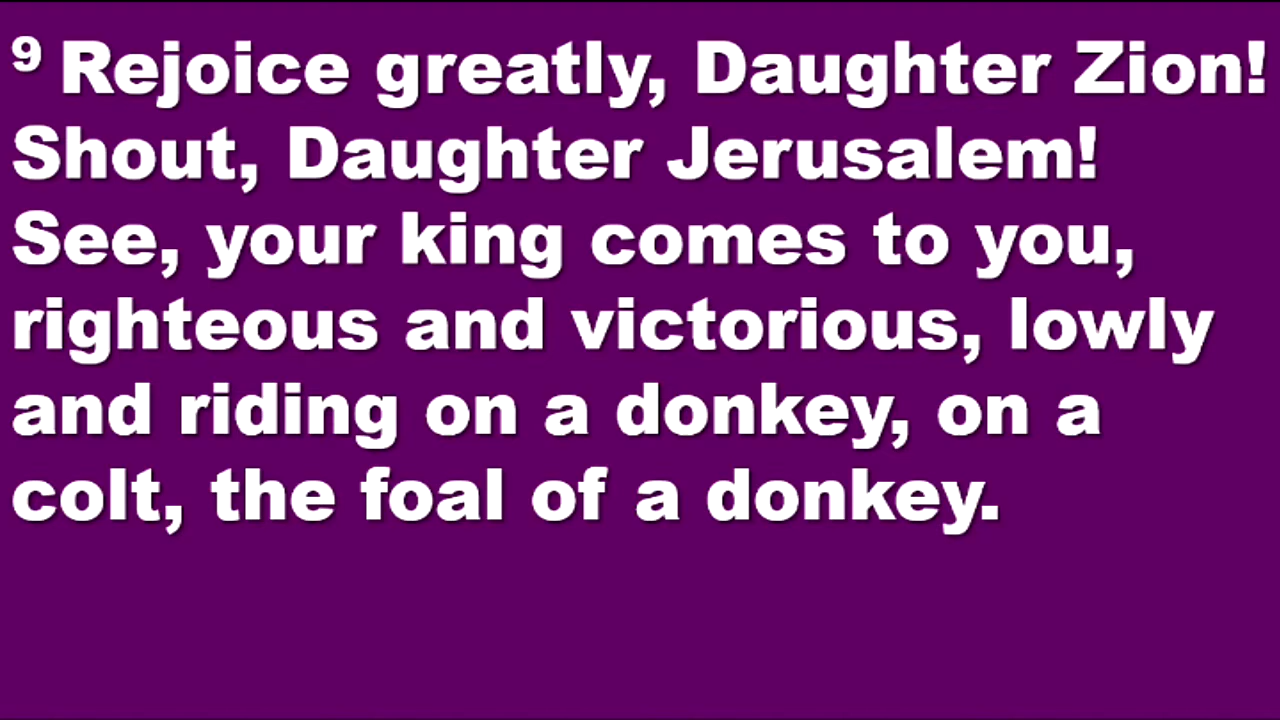 9 Rejoice greatly, Daughter Zion!
Shout, Daughter Jerusalem!
See, your king comes to you,
righteous and victorious, lowly
and riding on a donkey, on a
colt, the foal of a donkey.